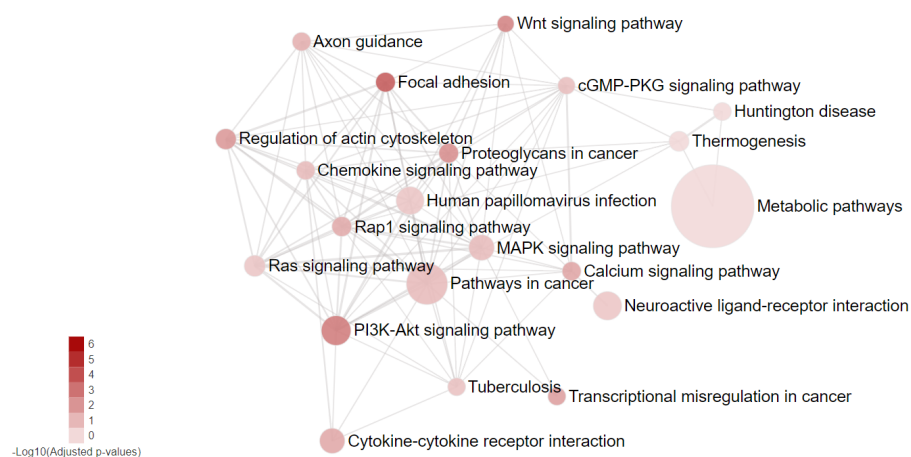 Wnt signaling pathway
Axon guidance
Focal adhesion
cGMP-PKG signaling pathway
Huntington disease
Regulation of actin cytoskeleton
Thermogenesis
Proteoglycans in cancer
Chemokine signaling pathway
Human papillomavirus infection
Metabolic pathways
Rap1 signaling pathway
MAPK signaling pathway
Ras signaling pathway
Calcium signaling pathway
Pathways in cancer
Neuroactive ligand-receptor interaction
PI3K-Akt signaling pathway
Tuberculosis
Transcriptional misregulation in cancer
Cytokine-cytokine receptor interaction
6
5
4
3
2
1
0
-Log10(Adjusted p-values)